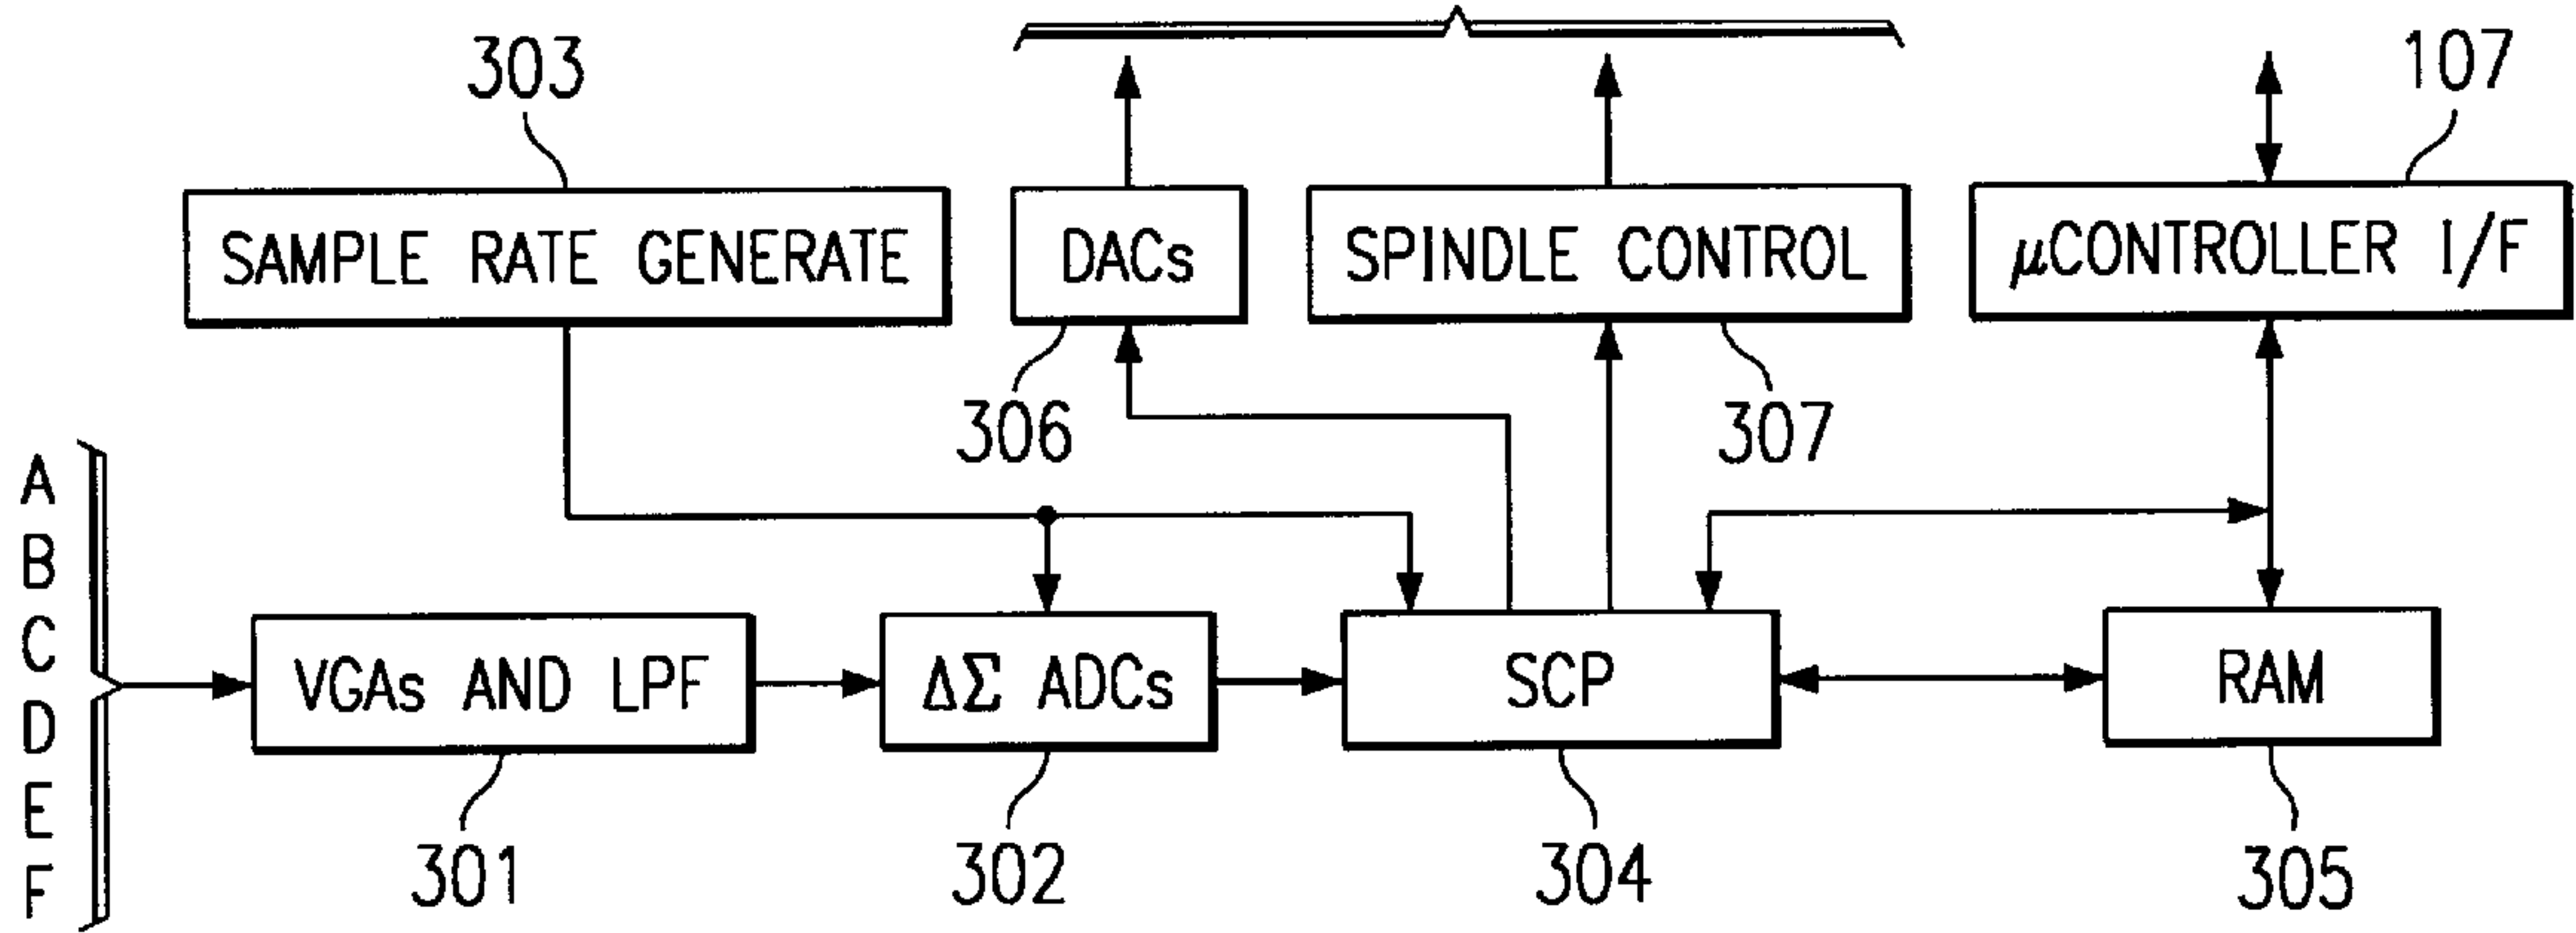 303
107
SAMPLE RATE GENERATE
DACs
SPINDLE CONTROL
μCONTROLLER I/F
306
307
A
B
C
D
E
F
VGAs AND LPF
ΔΣ ADCs
SCP
RAM
301
302
304
305